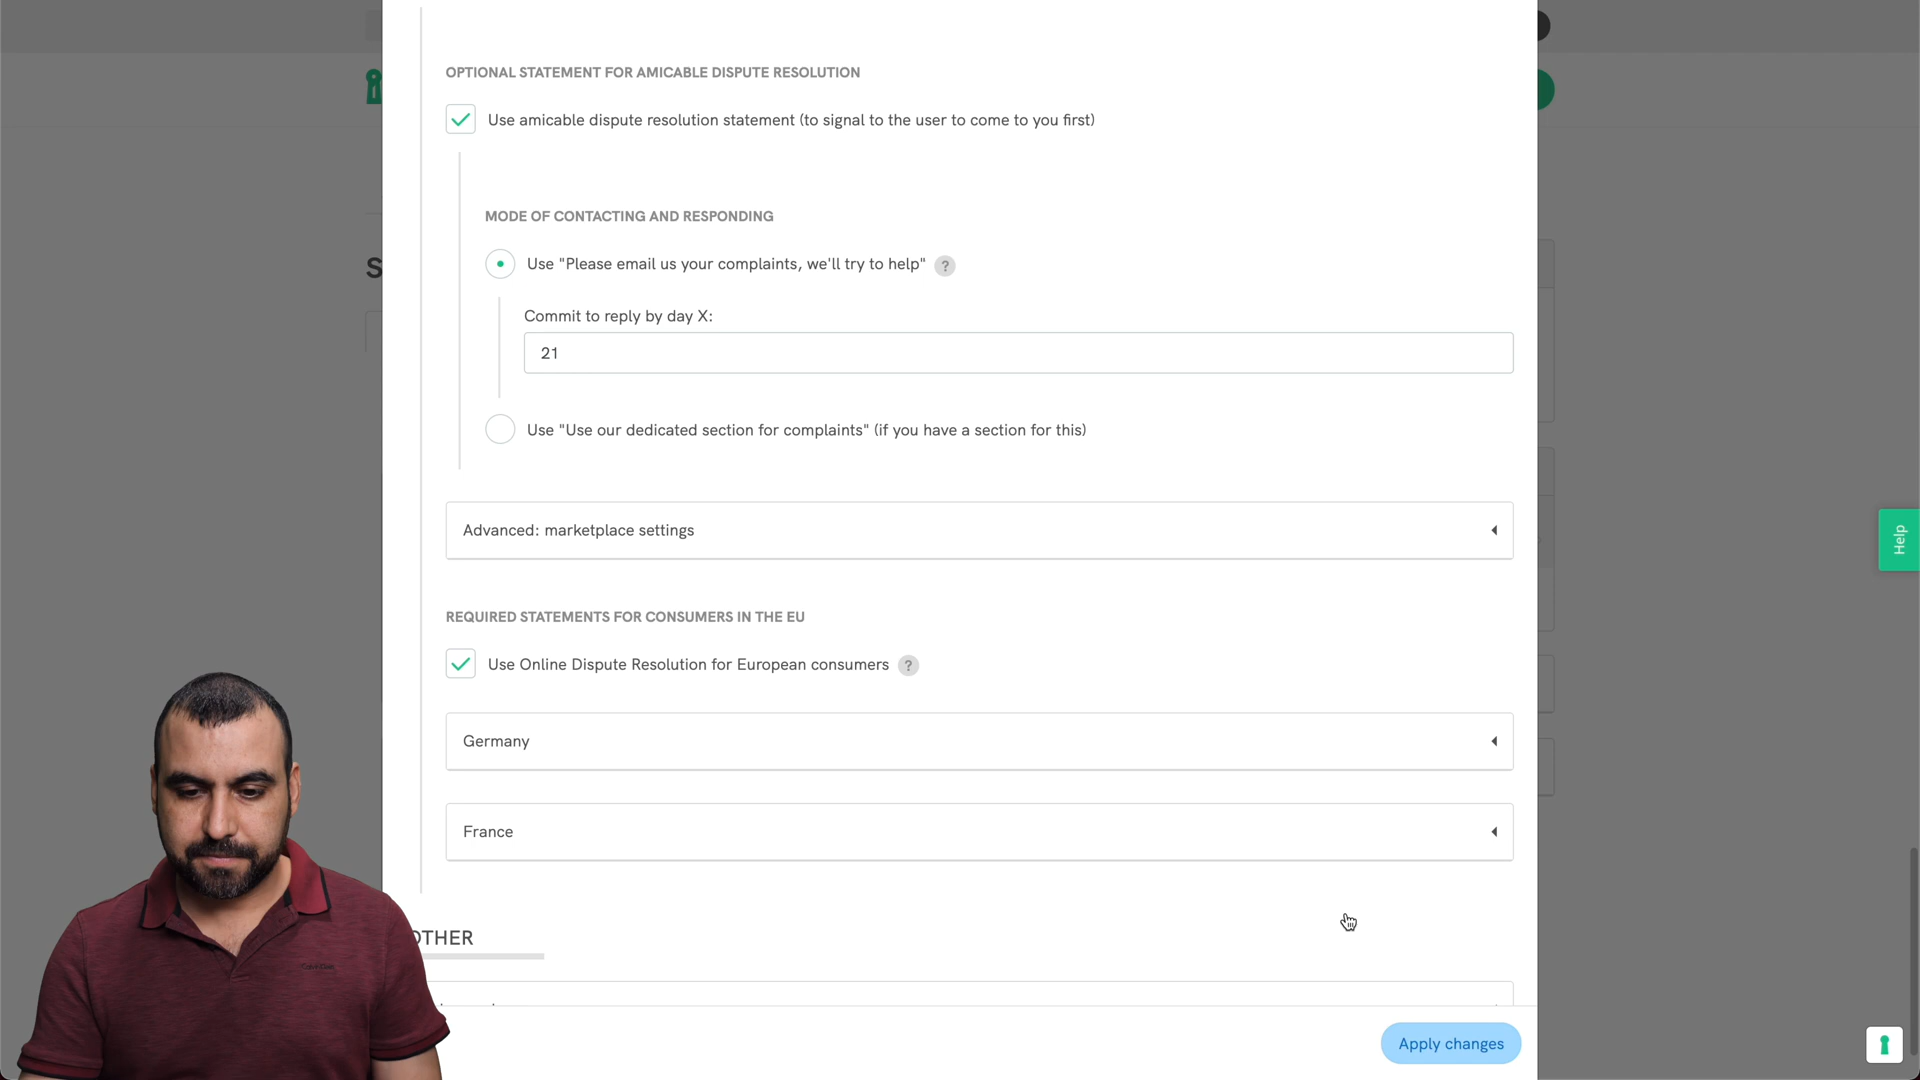 OPTIONAL STATEMENT FOR AMICABLE DISPUTE RESOLUTION
Use amicable dispute resolution statement (to signal to the user to come to you first)
MODE OF CONTACTING AND RESPONDING
Use "Please email us your complaints, we'll try to help" ?
Commit to reply by day X:
21
Use "Use our dedicated section for complaints" (if you have a section for this)
Advanced: marketplace settings
Help
REQUIRED STATEMENTS FOR CONSUMERS IN THE EU
Use Online Dispute Resolution for European consumers ?
Germany
France
OTHER
Apply changes